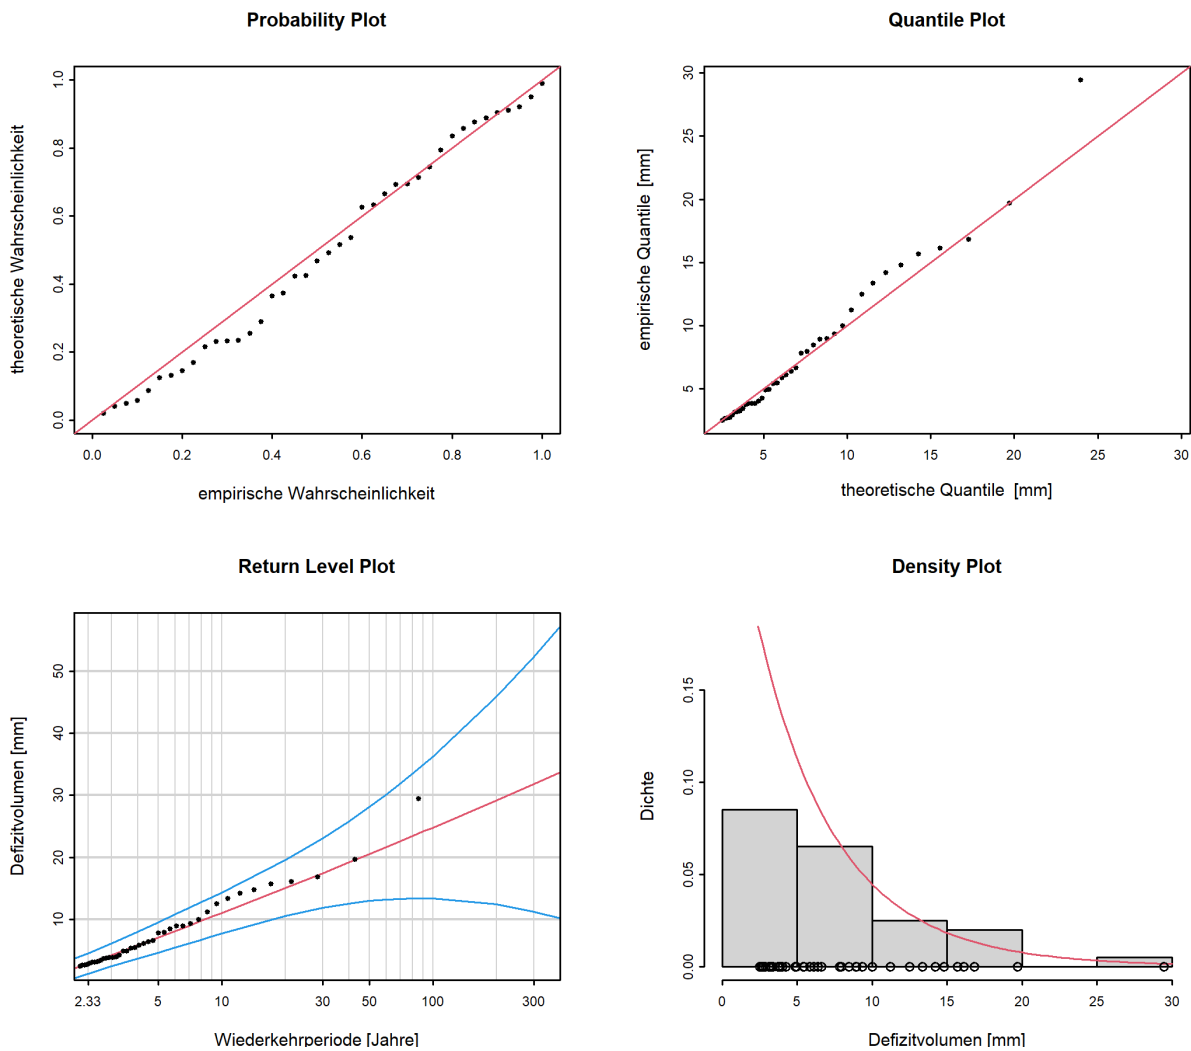 Probability Plot
theoretische Wahrscheinlichkeit
0.0 0.2 0.4 0.6 0.8 1.0
0.0 0.2 0.4 0.6 0.8 1.0
empirische Wahrscheinlichkeit
Quantile Plot
empirische Quantile [mm]
5 10 15 20 25 30
5 10 15 20 25 30
theoretische Quantile [mm]
Return Level Plot
Defizitvolumen [mm]
10 20 30 40 50
2.33 5 10 30 50 100 300
Wiederkehrperiode [Jahre]
Density Plot
Dichte
0.00 0.05 0.10 0.15
0 5 10 15 20 25 30
Defizitvolumen [mm]